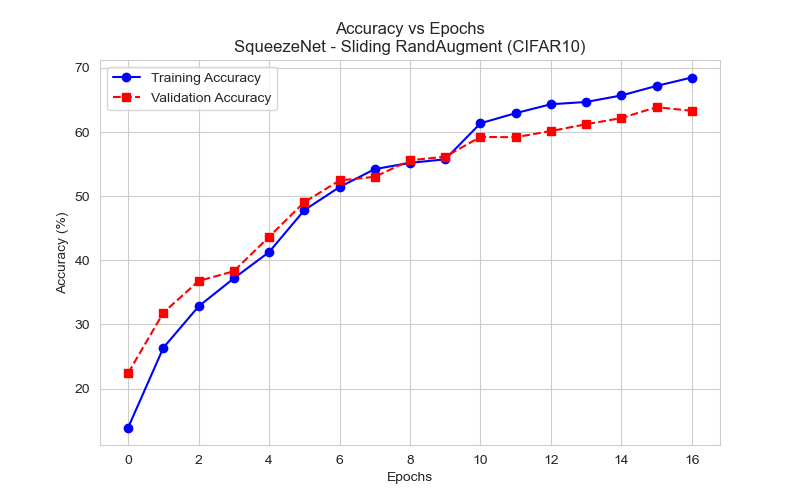 Accuracy vs Epochs
SqueezeNet - Sliding RandAugment (CIFAR10)
Training Accuracy
Validation Accuracy
Accuracy (%)
70
60
50
40
30
20
0 2 4 6 8 10 12 14 16
Epochs